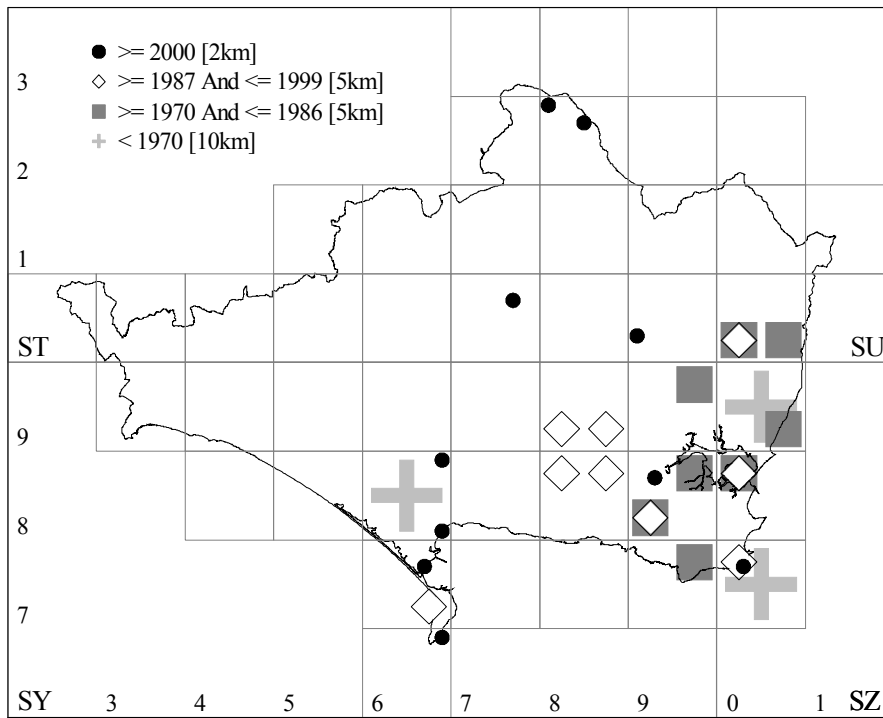 >= 2000 [2km]
>= 1987 And <= 1999 [5km]
>= 1970 And <= 1986 [5km]
< 1970 [10km]
3
2
1
ST SU
9
8
7
SY 3 4 5 6 7 8 9 0 1 SZ